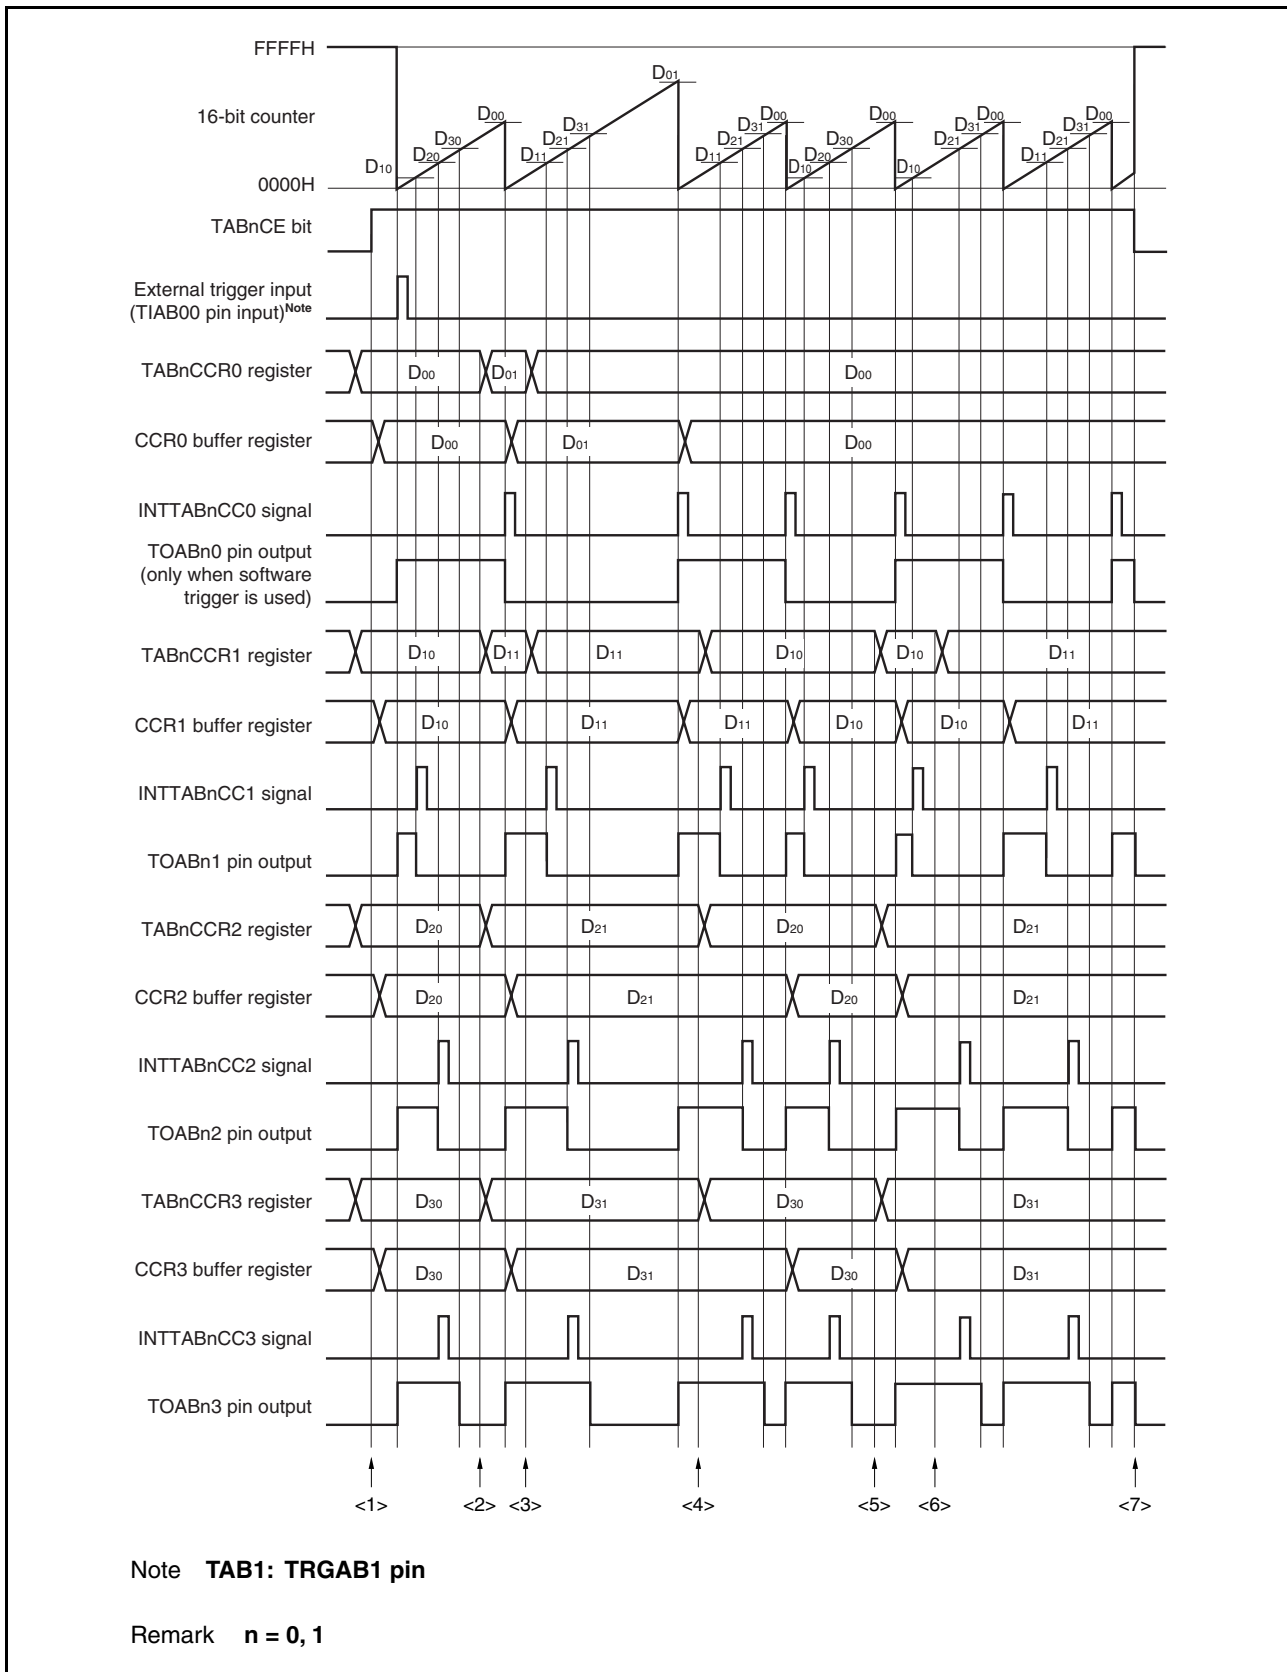 FFFFH
D01
16-bit counter
D00 D00 D00 D00 D00
D31 D31 D31 D31
D30 D21 D21 D30 D21 D21
D20 D11 D11 D20 D11
D10 D10 D10
0000H
TABnCE bit
External trigger input
(TIAB00 pin input)Note
TABnCCR0 register D00 D01 D00
CCR0 buffer register D00 D01 D00
INTTABnCC0 signal
TOABn0 pin output
(only when software
trigger is used)
TABnCCR1 register D10 D11 D11 D10 D10 D11
CCR1 buffer register D10 D11 D11 D10 D10 D11
INTTABnCC1 signal
TOABn1 pin output
TABnCCR2 register D20 D21 D20 D21
CCR2 buffer register D20 D21 D20 D21
INTTABnCC2 signal
TOABn2 pin output
TABnCCR3 register D30 D31 D30 D31
CCR3 buffer register D30 D31 D30 D31
INTTABnCC3 signal
TOABn3 pin output
<1> <2> <3> <4> <5> <6> <7>
Note TAB1: TRGAB1 pin
Remark n = 0, 1